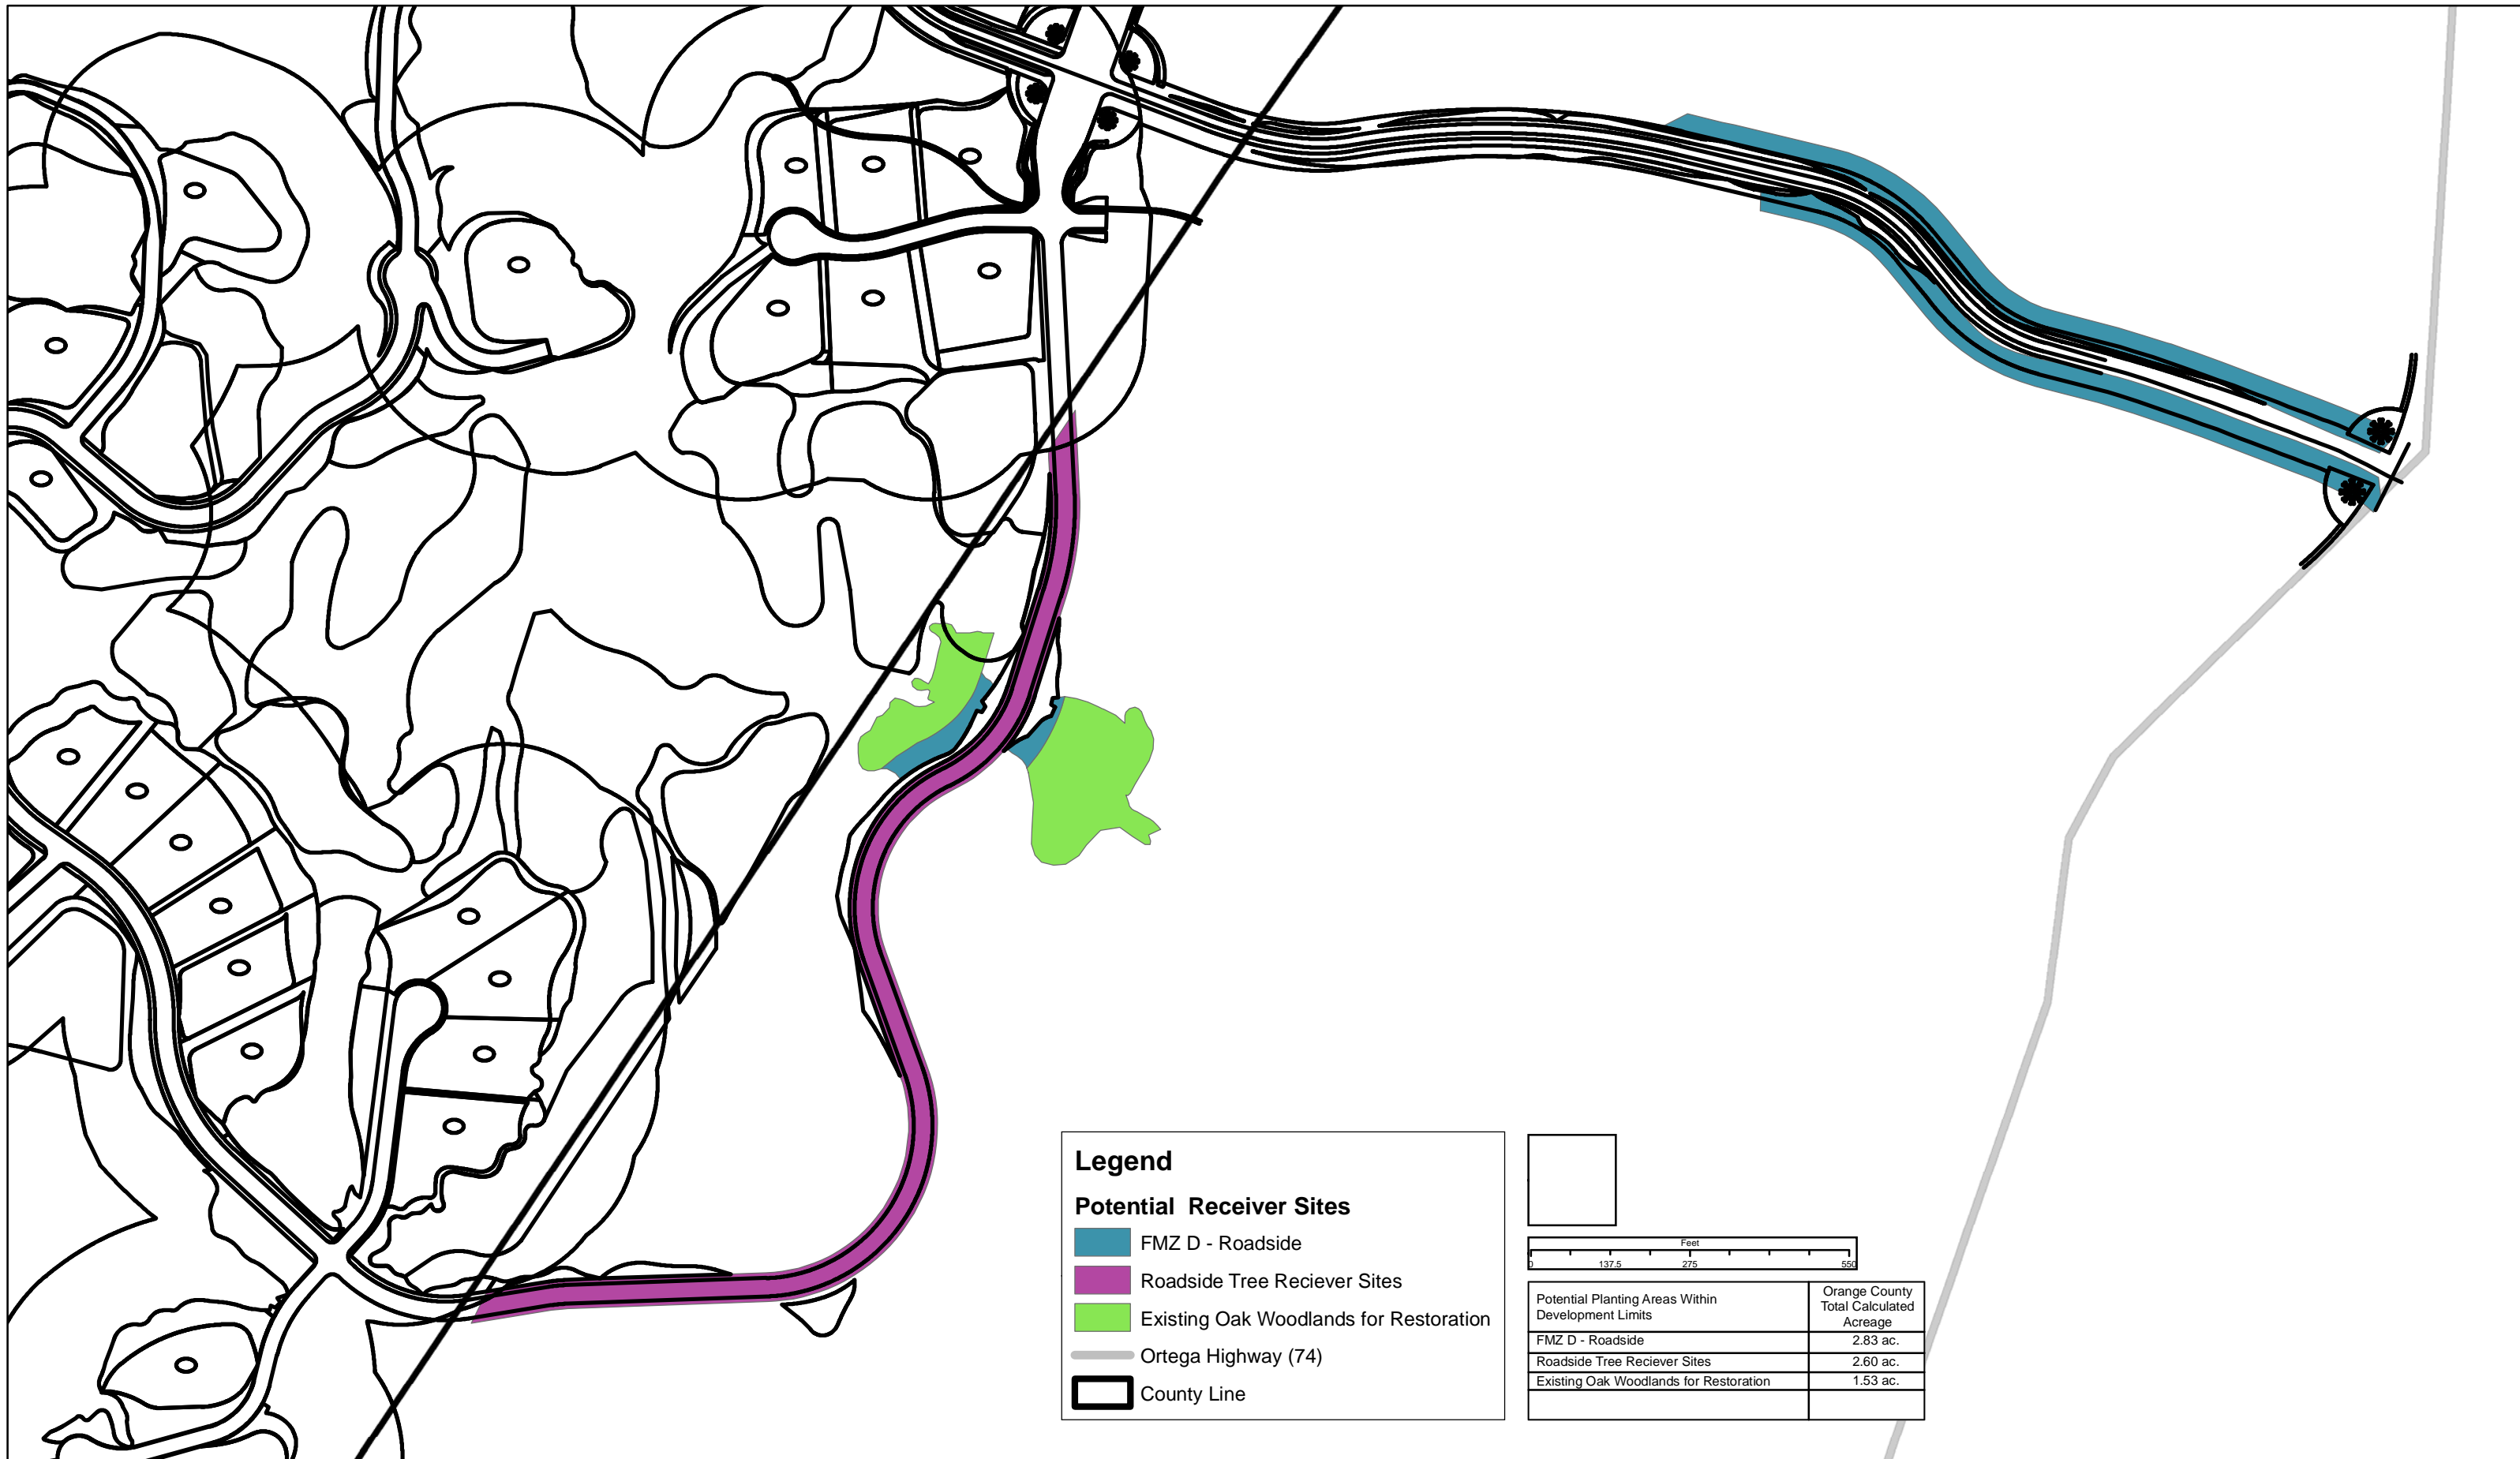 Legend
Potential Receiver Sites
FMZ D - Roadside
Roadside Tree Reciever Sites
Existing Oak Woodlands for Restoration
Ortega Highway (74)
County Line
Feet
0 137.5 275 550
Potential Planting Areas Within
Development Limits
Orange County
Total Calculated
Acreage
FMZ D - Roadside 2.83 ac.
Roadside Tree Reciever Sites 2.60 ac.
Existing Oak Woodlands for Restoration 1.53 ac.